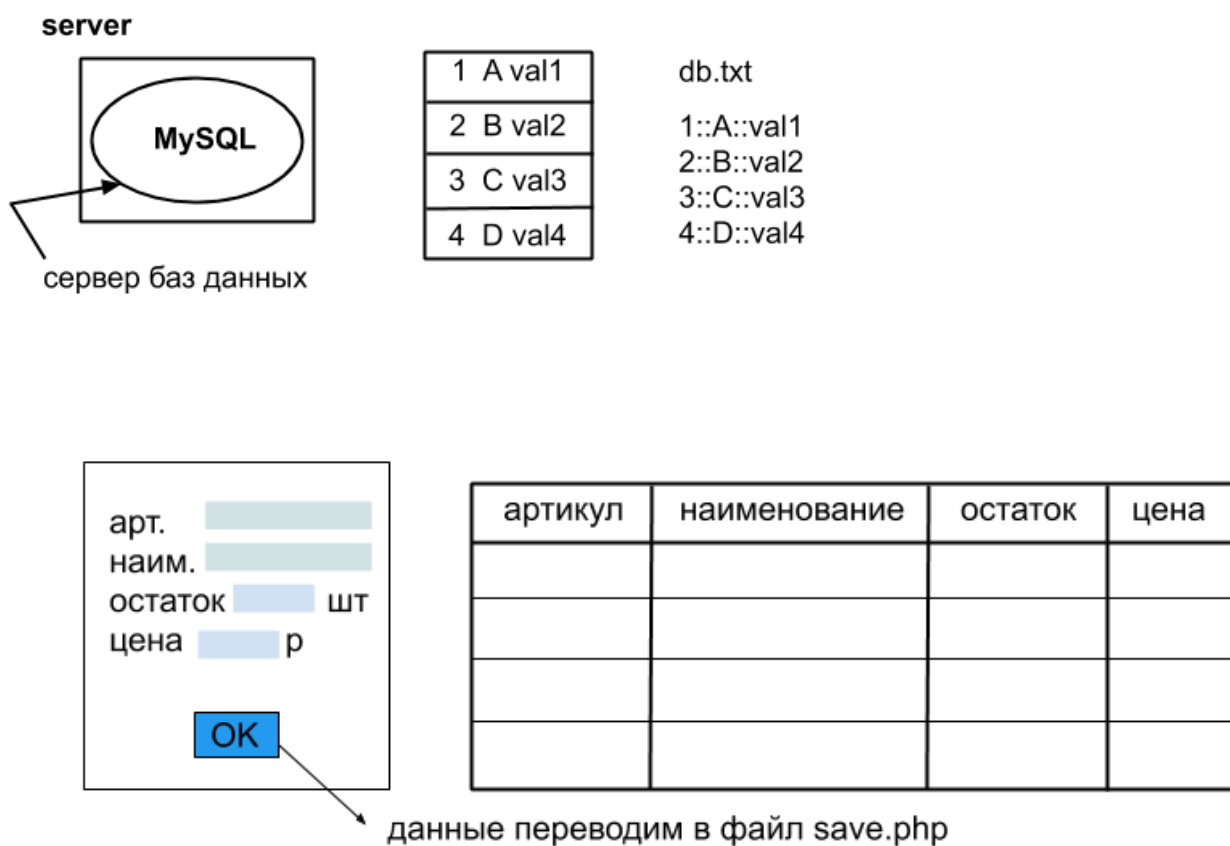 server
MySQL
сервер баз данных
1 A val1
2 B val2
3 C val3
4 D val4
db.txt
1::A::val1
2::B::val2
3::C::val3
4::D::val4
арт.
наим.
остаток шт
цена р
OK
артикул наименование остаток цена
данные переводим в файл save.php